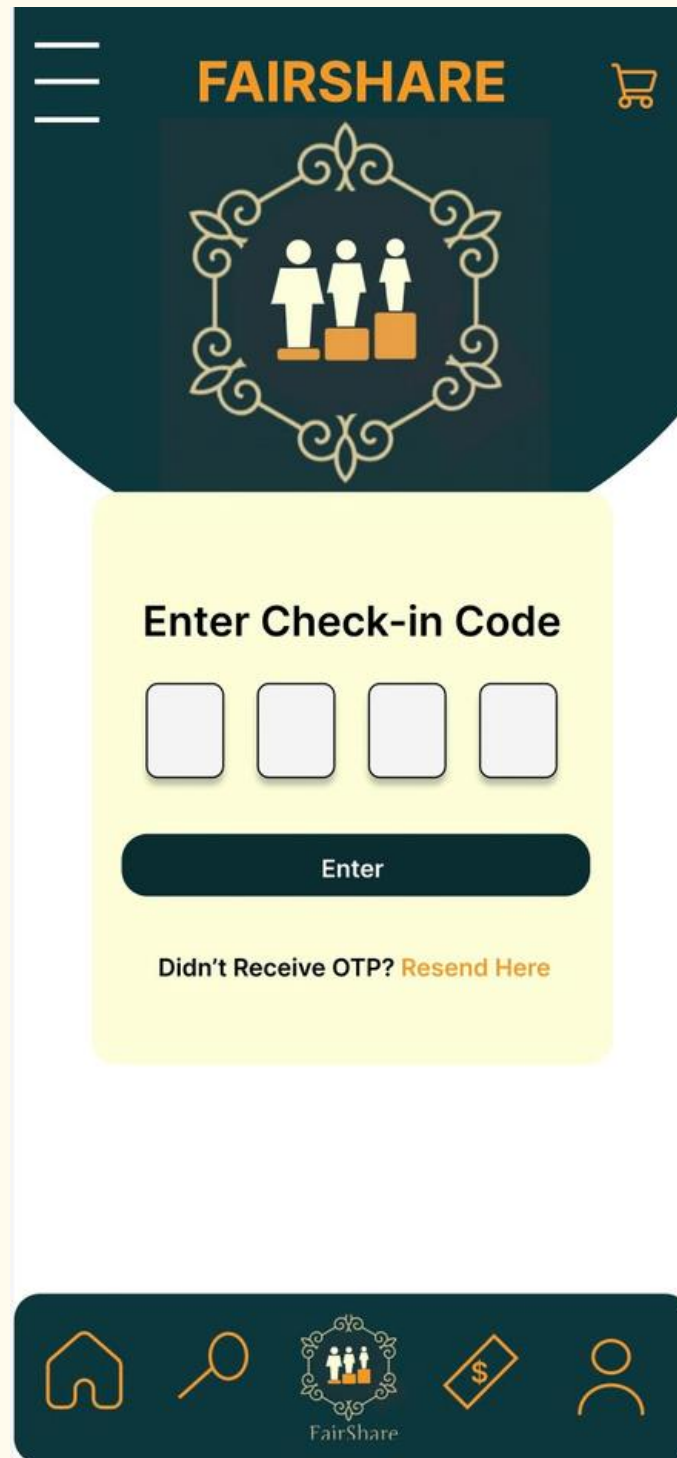 FAIRSHARE
Enter Check-in Code
Enter
Didn’t Receive OTP? Resend Here
$
FairShare